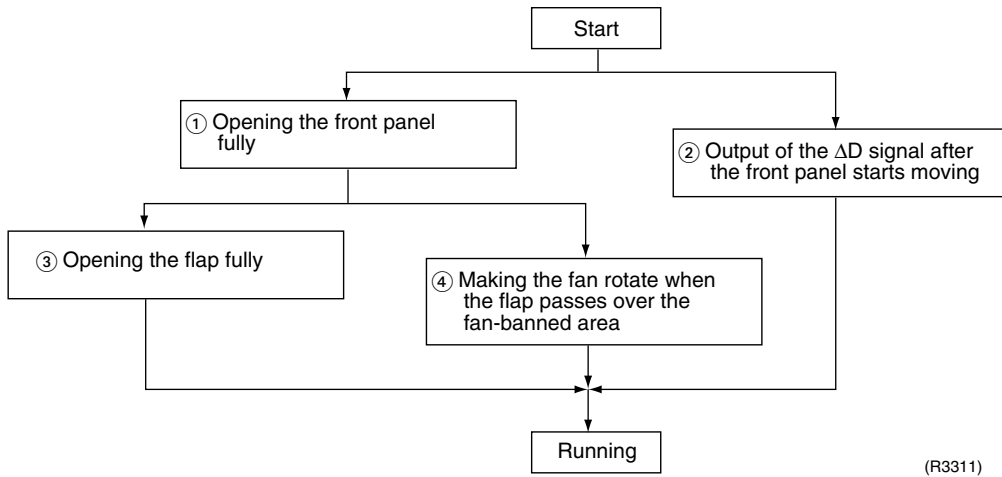 Start
① Opening the front panel
fully
② Output of the ΔD signal after
the front panel starts moving
③ Opening the flap fully
④ Making the fan rotate when
the flap passes over the
fan-banned area
Running
(R3311)